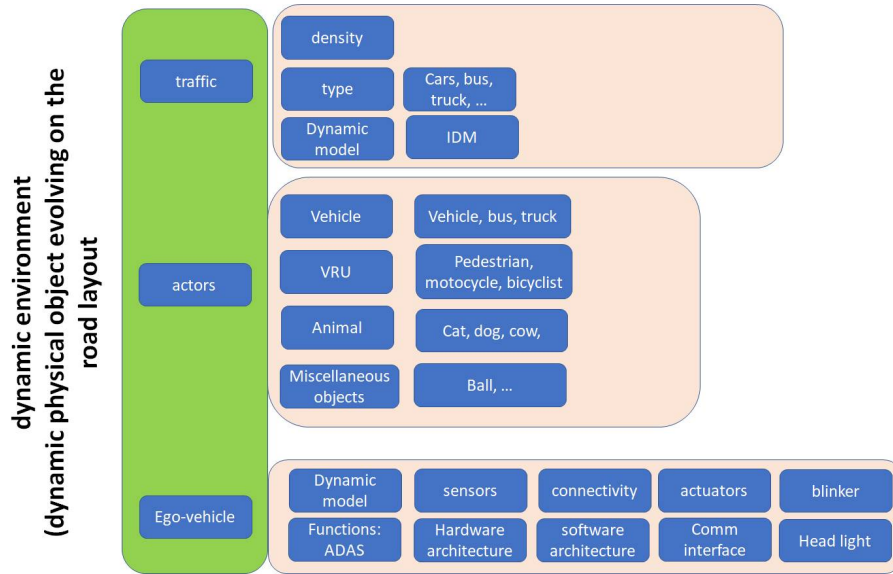 dynamic environment
(dynamic physical object evolving on the
road layout
traffic
density
type
Cars, bus,
truck, ...
Dynamic
model
IDM
actors
Vehicle
Vehicle, bus, truck
VRU
Pedestrian,
motocycle, bicyclist
Animal
Cat, dog, cow,
Miscellaneous
objects
Ball, ...
Ego-vehicle
Dynamic
model
sensors
connectivity
actuators
blinker
Functions:
ADAS
Hardware
architecture
software
architecture
Comm
interface
Head light